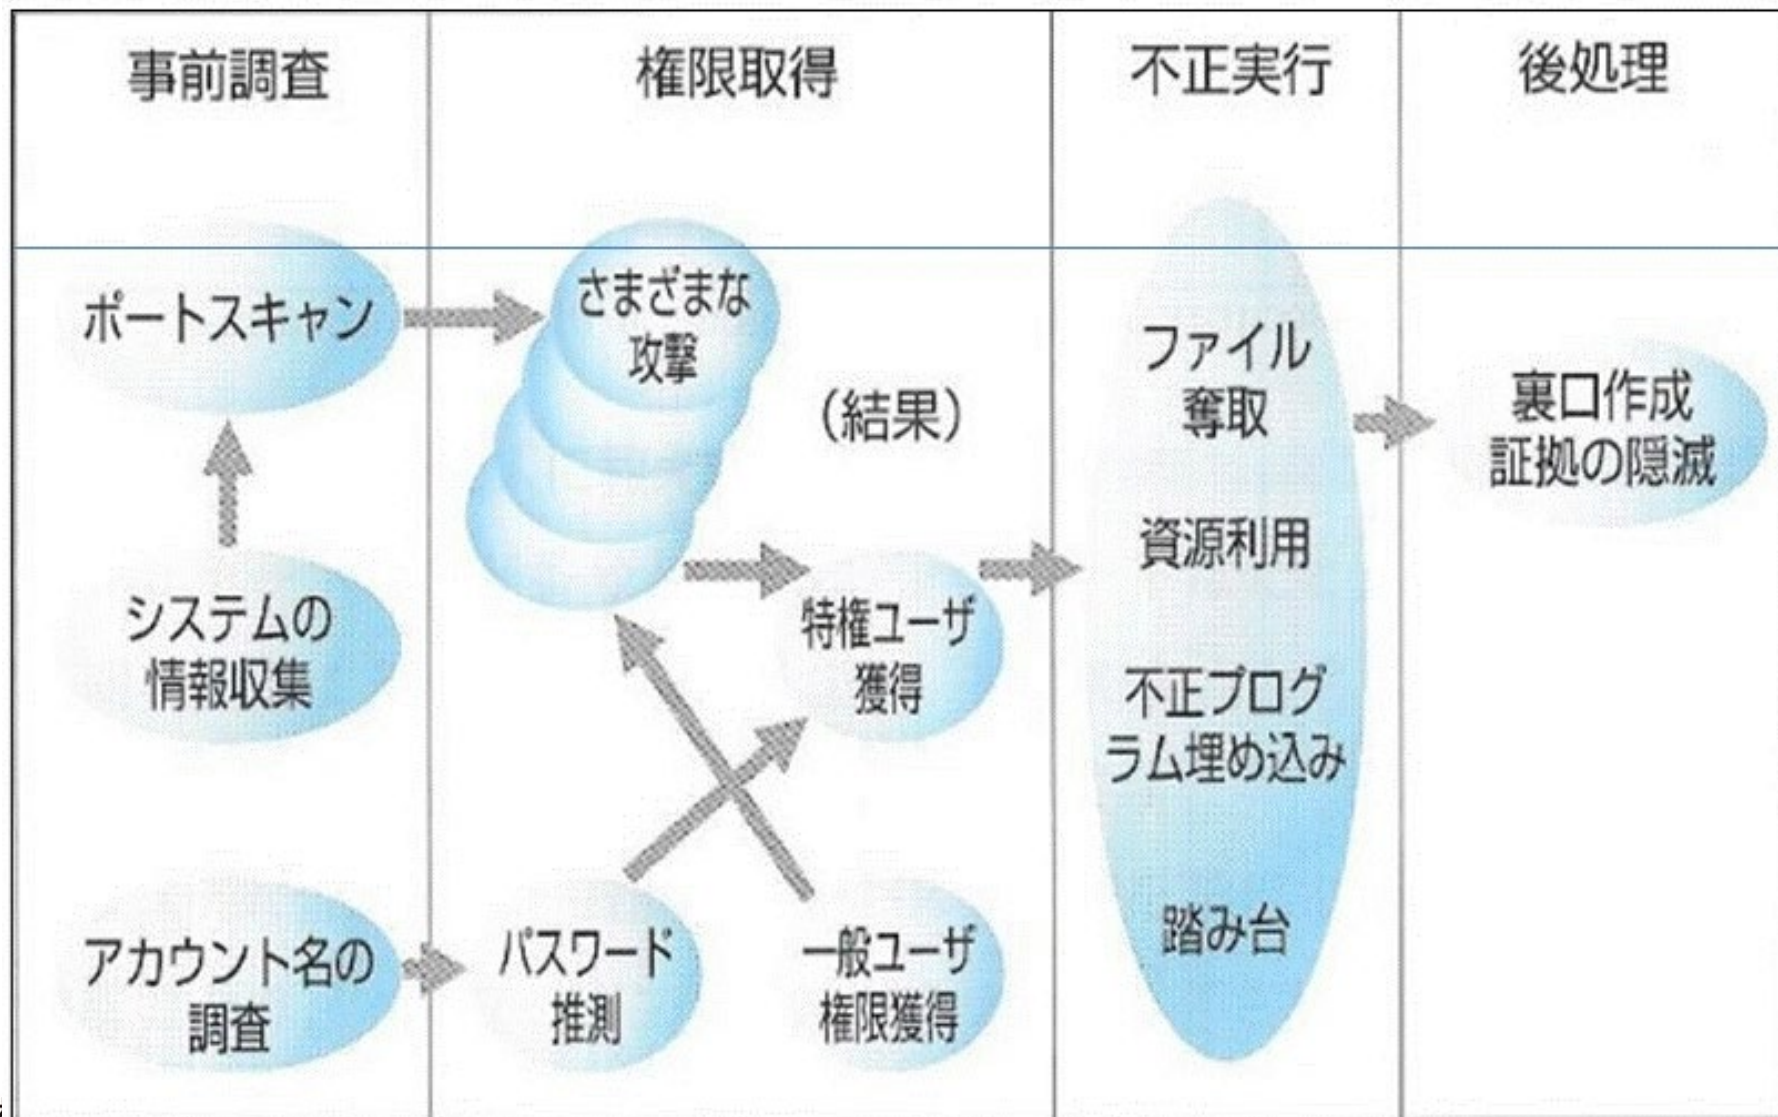 事前調査
権限取得
不正実行
後処理
ポートスキャン
システムの
情報収集
アカウント名の
調査
さまざまな
攻撃
（結果）
特権ユーザ
獲得
パスワード
推測
一般ユーザ
権限獲得
ファイル
奪取
資源利用
不正プログ
ラム埋め込み
踏み台
裏口作成
証拠の隠滅